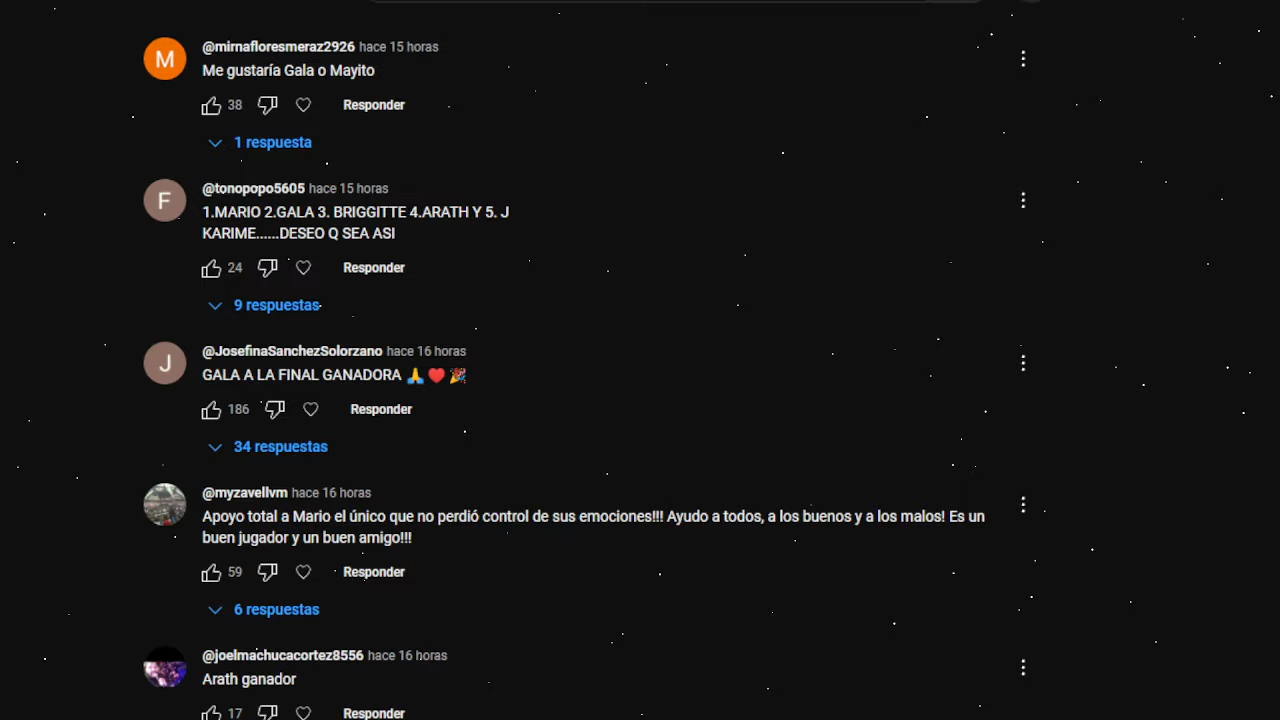 M
@mirnafloresmeraz2926 hace 15 horas
Me gustaría Gala o Mayito
38 Responder
1 respuesta
F
@tonopopo5605 hace 15 horas
1.MARIO 2.GALA 3. BRIGGITTE 4.ARATH Y 5. J
KARIME......DESEO Q SEA ASI
24 Responder
9 respuestas
J
@JosefinaSanchezSolorzano hace 16 horas
GALA A LA FINAL GANADORA 🙏❤️🎉
186 Responder
34 respuestas
@myzavellvm hace 16 horas
Apoyo total a Mario el único que no perdió control de sus emociones!!! Ayudo a todos, a los buenos y a los malos! Es un
buen jugador y un buen amigo!!!
59 Responder
6 respuestas
@joelmachucacortez8556 hace 16 horas
Arath ganador
17 Responder